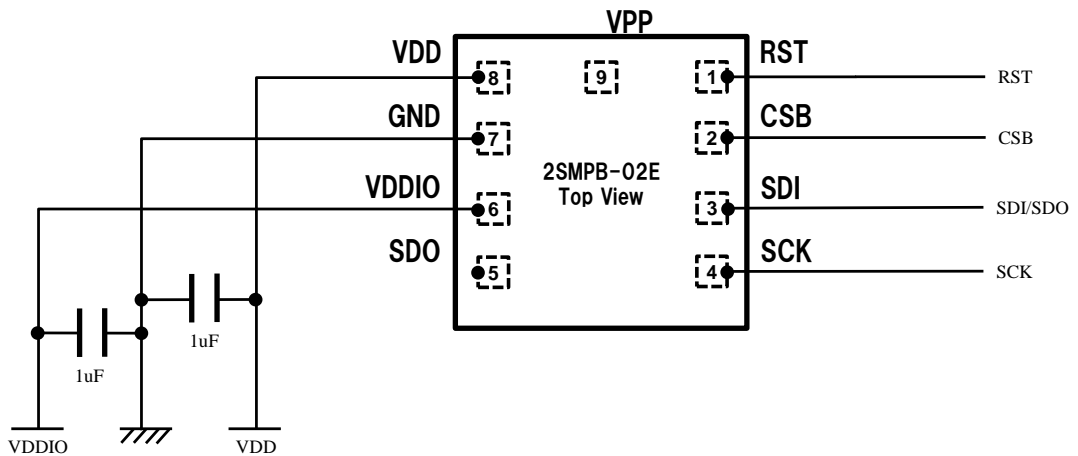 VPP
VDD
8
9
1
RST
RST
GND
7
2
CSB
CSB
2SMPB-02E
Top View
VDDIO
6
3
SDI
SDI/SDO
SDO
5
4
SCK
SCK
1uF
1uF
VDDIO
VDD